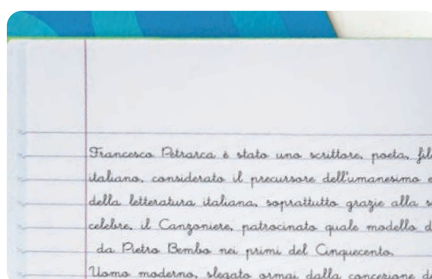 Francesco Petrarca è stato uno scrittore, poeta,
italiano, considerato il precursore dell'umanesimo e
della letteratura italiana, soprattutto grazie alla
celebre, il Canzoniere, patrocinato quale modello
da Pietro Bembo nei primi del Cinquecento.
Uomo moderno, slegato ormai dalla concezione